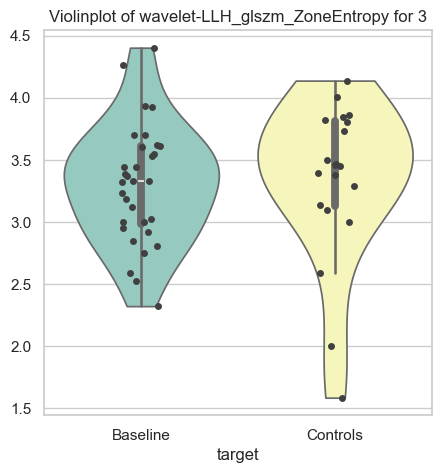 Violinplot of wavelet-LLH_glszm_ZoneEntropy for 3
4.5
4.0
3.5
3.0
2.5
2.0
1.5
Baseline Controls
target